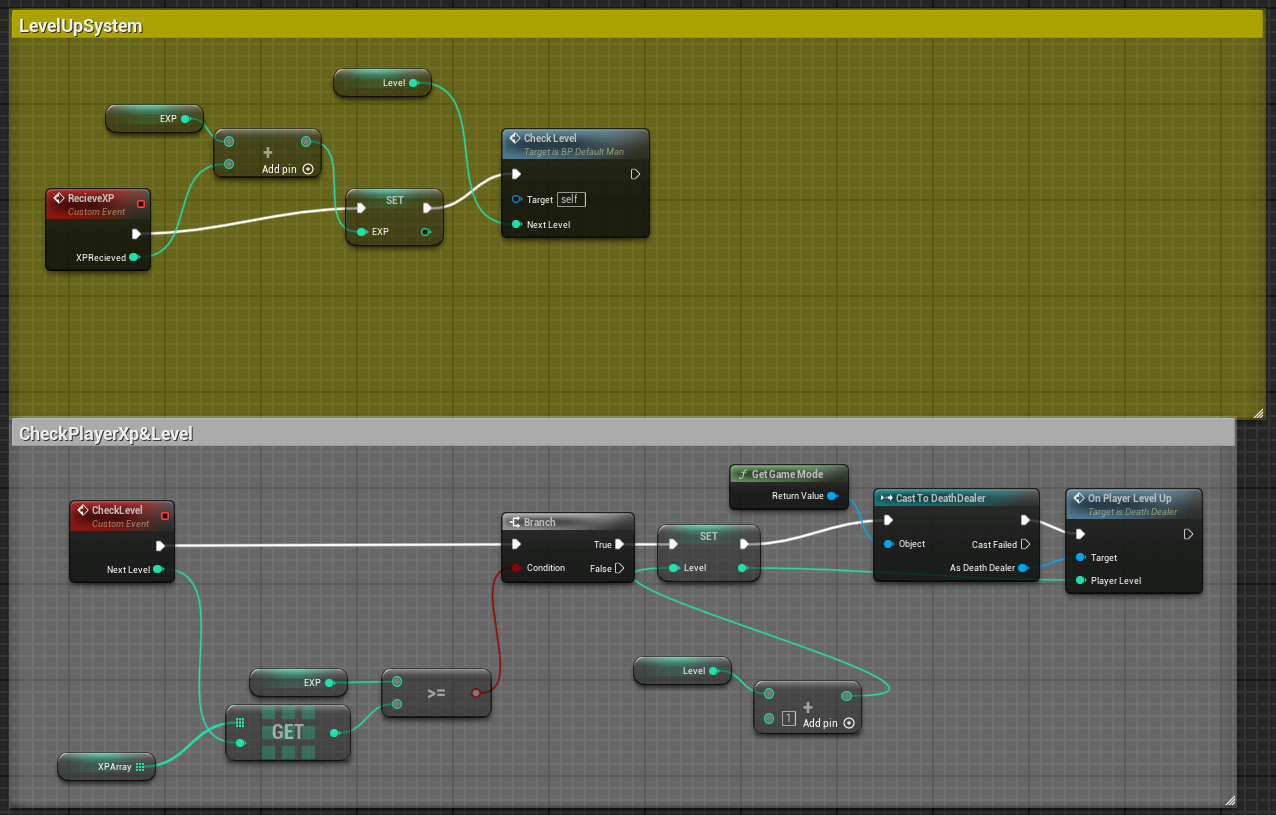 LevelUpSystem
Level
EXP
+
Add pin
Check Level
Target is BP Default Man
Target self
Next Level
RecieveXP
Custom Event
XPRecieved
SET
EXP
CheckPlayerXp&Level
CheckLevel
Custom Event
Next Level
Branch
True
Condition
False
SET
Level
f Get Game Mode
Return Value
Cast To DeathDealer
Object
Cast Failed
As Death Dealer
On Player Level Up
Target is Death Dealer
Target
Player Level
EXP
>=
GET
XPArray
Level
+
1
Add pin